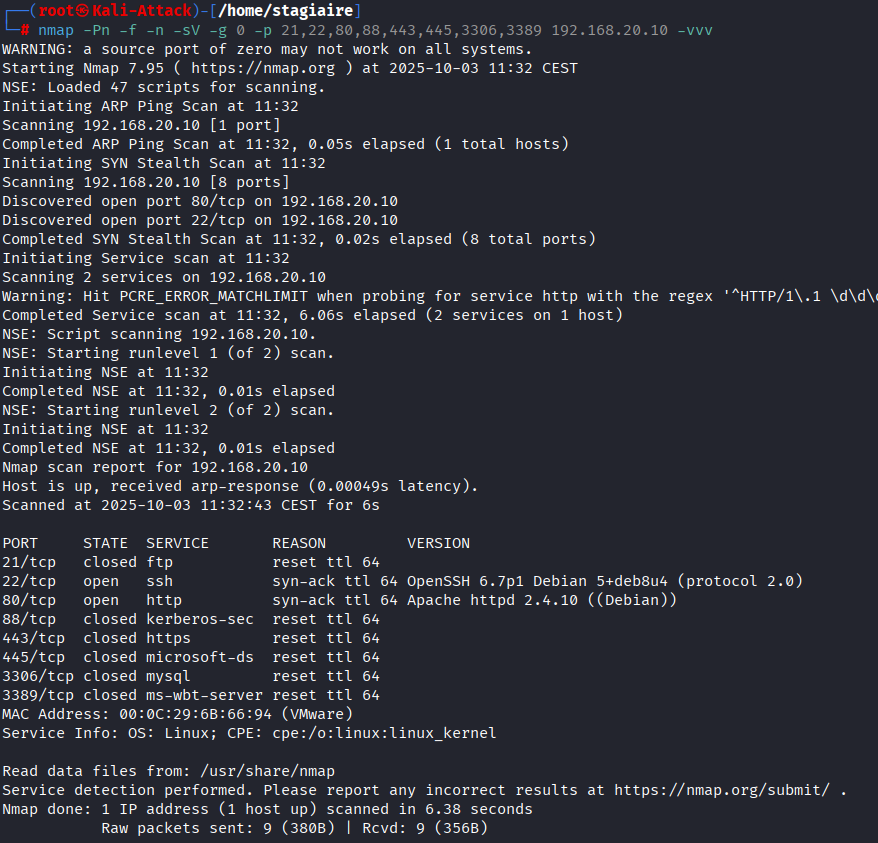 ┌──(root㉿Kali-Attack)-[/home/stagiaire]
└─# nmap -Pn -f -n -sV -g 0 -p 21,22,80,88,443,445,3306,3389 192.168.20.10 -vvv
WARNING: a source port of zero may not work on all systems.
Starting Nmap 7.95 ( https://nmap.org ) at 2025-10-03 11:32 CEST
NSE: Loaded 47 scripts for scanning.
Initiating ARP Ping Scan at 11:32
Scanning 192.168.20.10 [1 port]
Completed ARP Ping Scan at 11:32, 0.05s elapsed (1 total hosts)
Initiating SYN Stealth Scan at 11:32
Scanning 192.168.20.10 [8 ports]
Discovered open port 80/tcp on 192.168.20.10
Discovered open port 22/tcp on 192.168.20.10
Completed SYN Stealth Scan at 11:32, 0.02s elapsed (8 total ports)
Initiating Service scan at 11:32
Scanning 2 services on 192.168.20.10
Warning: Hit PCRE_ERROR_MATCHLIMIT when probing for service http with the regex '^HTTP/1\.1 \d\d\
Completed Service scan at 11:32, 6.06s elapsed (2 services on 1 host)
NSE: Script scanning 192.168.20.10.
NSE: Starting runlevel 1 (of 2) scan.
Initiating NSE at 11:32
Completed NSE at 11:32, 0.01s elapsed
NSE: Starting runlevel 2 (of 2) scan.
Initiating NSE at 11:32
Completed NSE at 11:32, 0.01s elapsed
Nmap scan report for 192.168.20.10
Host is up, received arp-response (0.00049s latency).
Scanned at 2025-10-03 11:32:43 CEST for 6s

PORT     STATE  SERVICE       REASON         VERSION
21/tcp   closed ftp           reset ttl 64
22/tcp   open   ssh           syn-ack ttl 64 OpenSSH 6.7p1 Debian 5+deb8u4 (protocol 2.0)
80/tcp   open   http          syn-ack ttl 64 Apache httpd 2.4.10 ((Debian))
88/tcp   closed kerberos-sec  reset ttl 64
443/tcp  closed https         reset ttl 64
445/tcp  closed microsoft-ds  reset ttl 64
3306/tcp closed mysql         reset ttl 64
3389/tcp closed ms-wbt-server reset ttl 64
MAC Address: 00:0C:29:6B:66:94 (VMware)
Service Info: OS: Linux; CPE: cpe:/o:linux:linux_kernel

Read data files from: /usr/share/nmap
Service detection performed. Please report any incorrect results at https://nmap.org/submit/ .
Nmap done: 1 IP address (1 host up) scanned in 6.38 seconds
           Raw packets sent: 9 (380B) | Rcvd: 9 (356B)